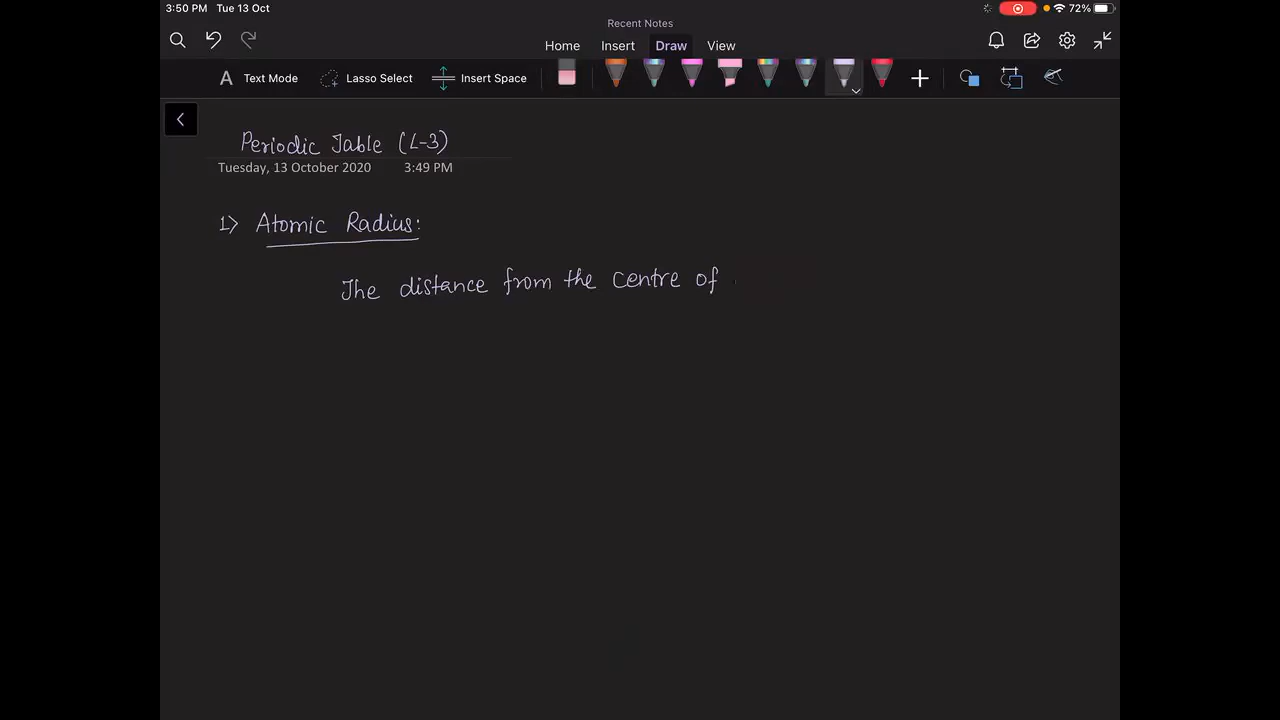 3:50 PM Tue 13 Oct 72%
Recent Notes
Home Insert Draw View
A Text Mode Lasso Select Insert Space
Periodic Table (L-3)
Tuesday, 13 October 2020 3:49 PM
1> Atomic Radius:
The distance from the centre of